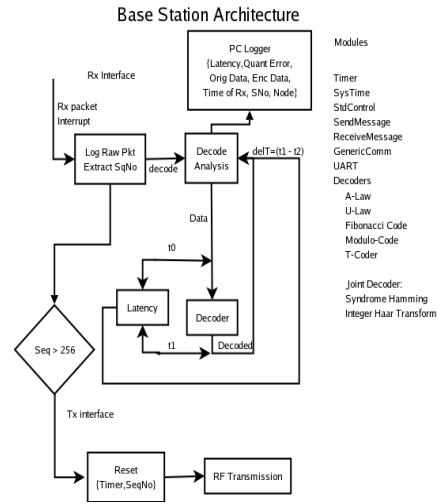 Base Station Architecture
PC Logger
{Latency,Quant Error,
Orig Data, Enc Data,
Time of Rx, SNo, Node}
Rx Interface
Rx packet
Interrupt
Log Raw Pkt
Extract SqNo
decode
Decode
Analysis
delT=(t1 - t2)
Data
t0
Latency
Decoder
t1
Decoded
Seq > 256
Tx interface
Reset
{Timer,SeqNo}
RF Transmission
Modules
Timer
SysTime
StdControl
SendMessage
ReceiveMessage
GenericComm
UART
Decoders
A-Law
U-Law
Fibonacci Code
Modulo-Code
T-Coder
Joint Decoder:
Syndrome Hamming
Integer Haar Transform